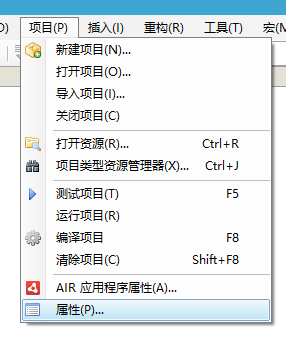 项目(P) 插入(I) 重构(R) 工具(T) 宏(M
新建项目(N)...
打开项目(O)...
导入项目(I)...
关闭项目(C)
打开资源(R)... Ctrl+R
项目类型资源管理器(X)... Ctrl+J
测试项目(T) F5
运行项目(R)
编译项目 F8
清除项目(C) Shift+F8
AIR 应用程序属性(A)...
属性(P)...